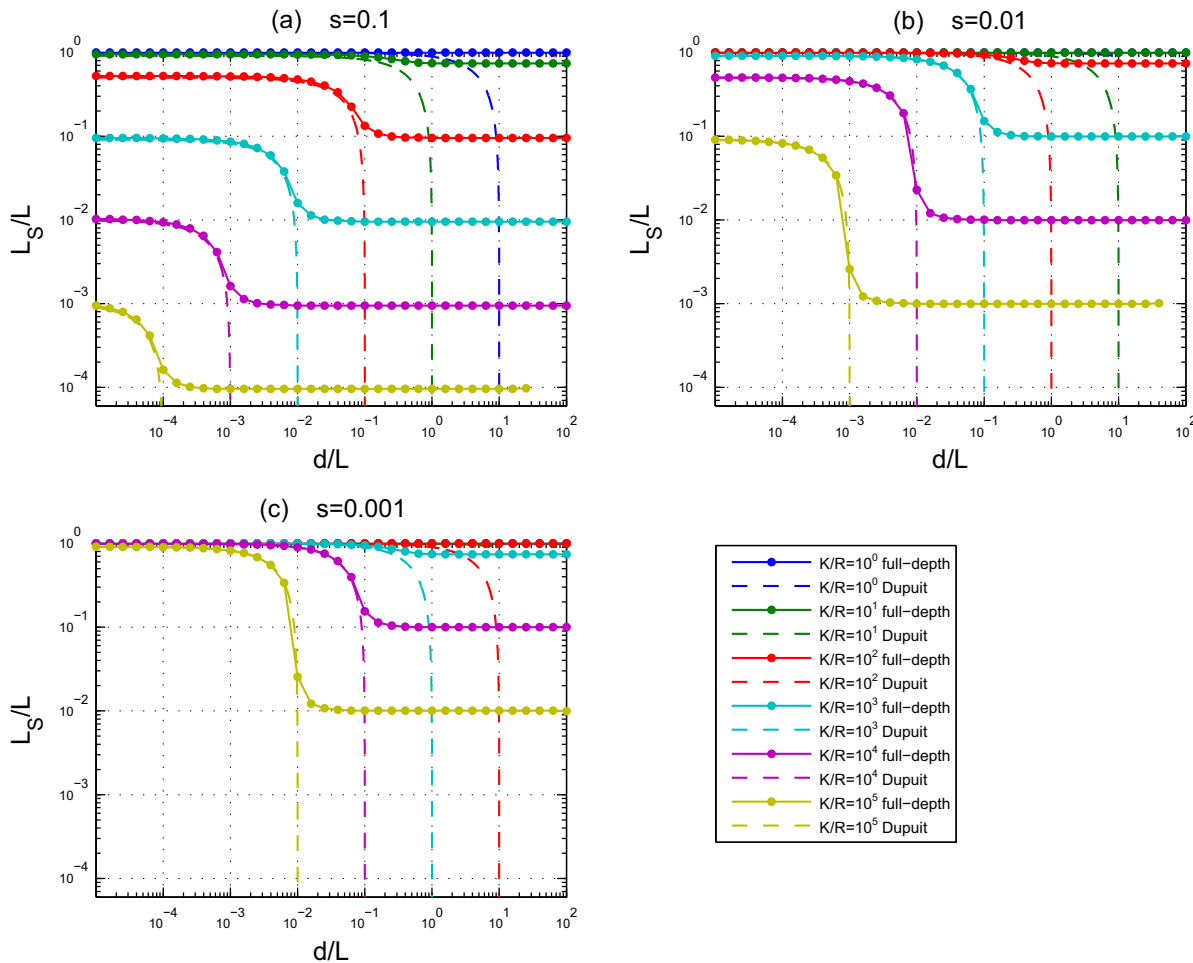 (a) s=0.1
10^0
10^−1
10^−2
10^−3
10^−4
L_S/L
10^−4 10^−3 10^−2 10^−1 10^0 10^1 10^2
d/L
(b) s=0.01
10^0
10^−1
10^−2
10^−3
10^−4
L_S/L
10^−4 10^−3 10^−2 10^−1 10^0 10^1 10^2
d/L
(c) s=0.001
10^0
10^−1
10^−2
10^−3
10^−4
L_S/L
10^−4 10^−3 10^−2 10^−1 10^0 10^1 10^2
d/L
K/R=10^0 full−depth
K/R=10^0 Dupuit
K/R=10^1 full−depth
K/R=10^1 Dupuit
K/R=10^2 full−depth
K/R=10^2 Dupuit
K/R=10^3 full−depth
K/R=10^3 Dupuit
K/R=10^4 full−depth
K/R=10^4 Dupuit
K/R=10^5 full−depth
K/R=10^5 Dupuit